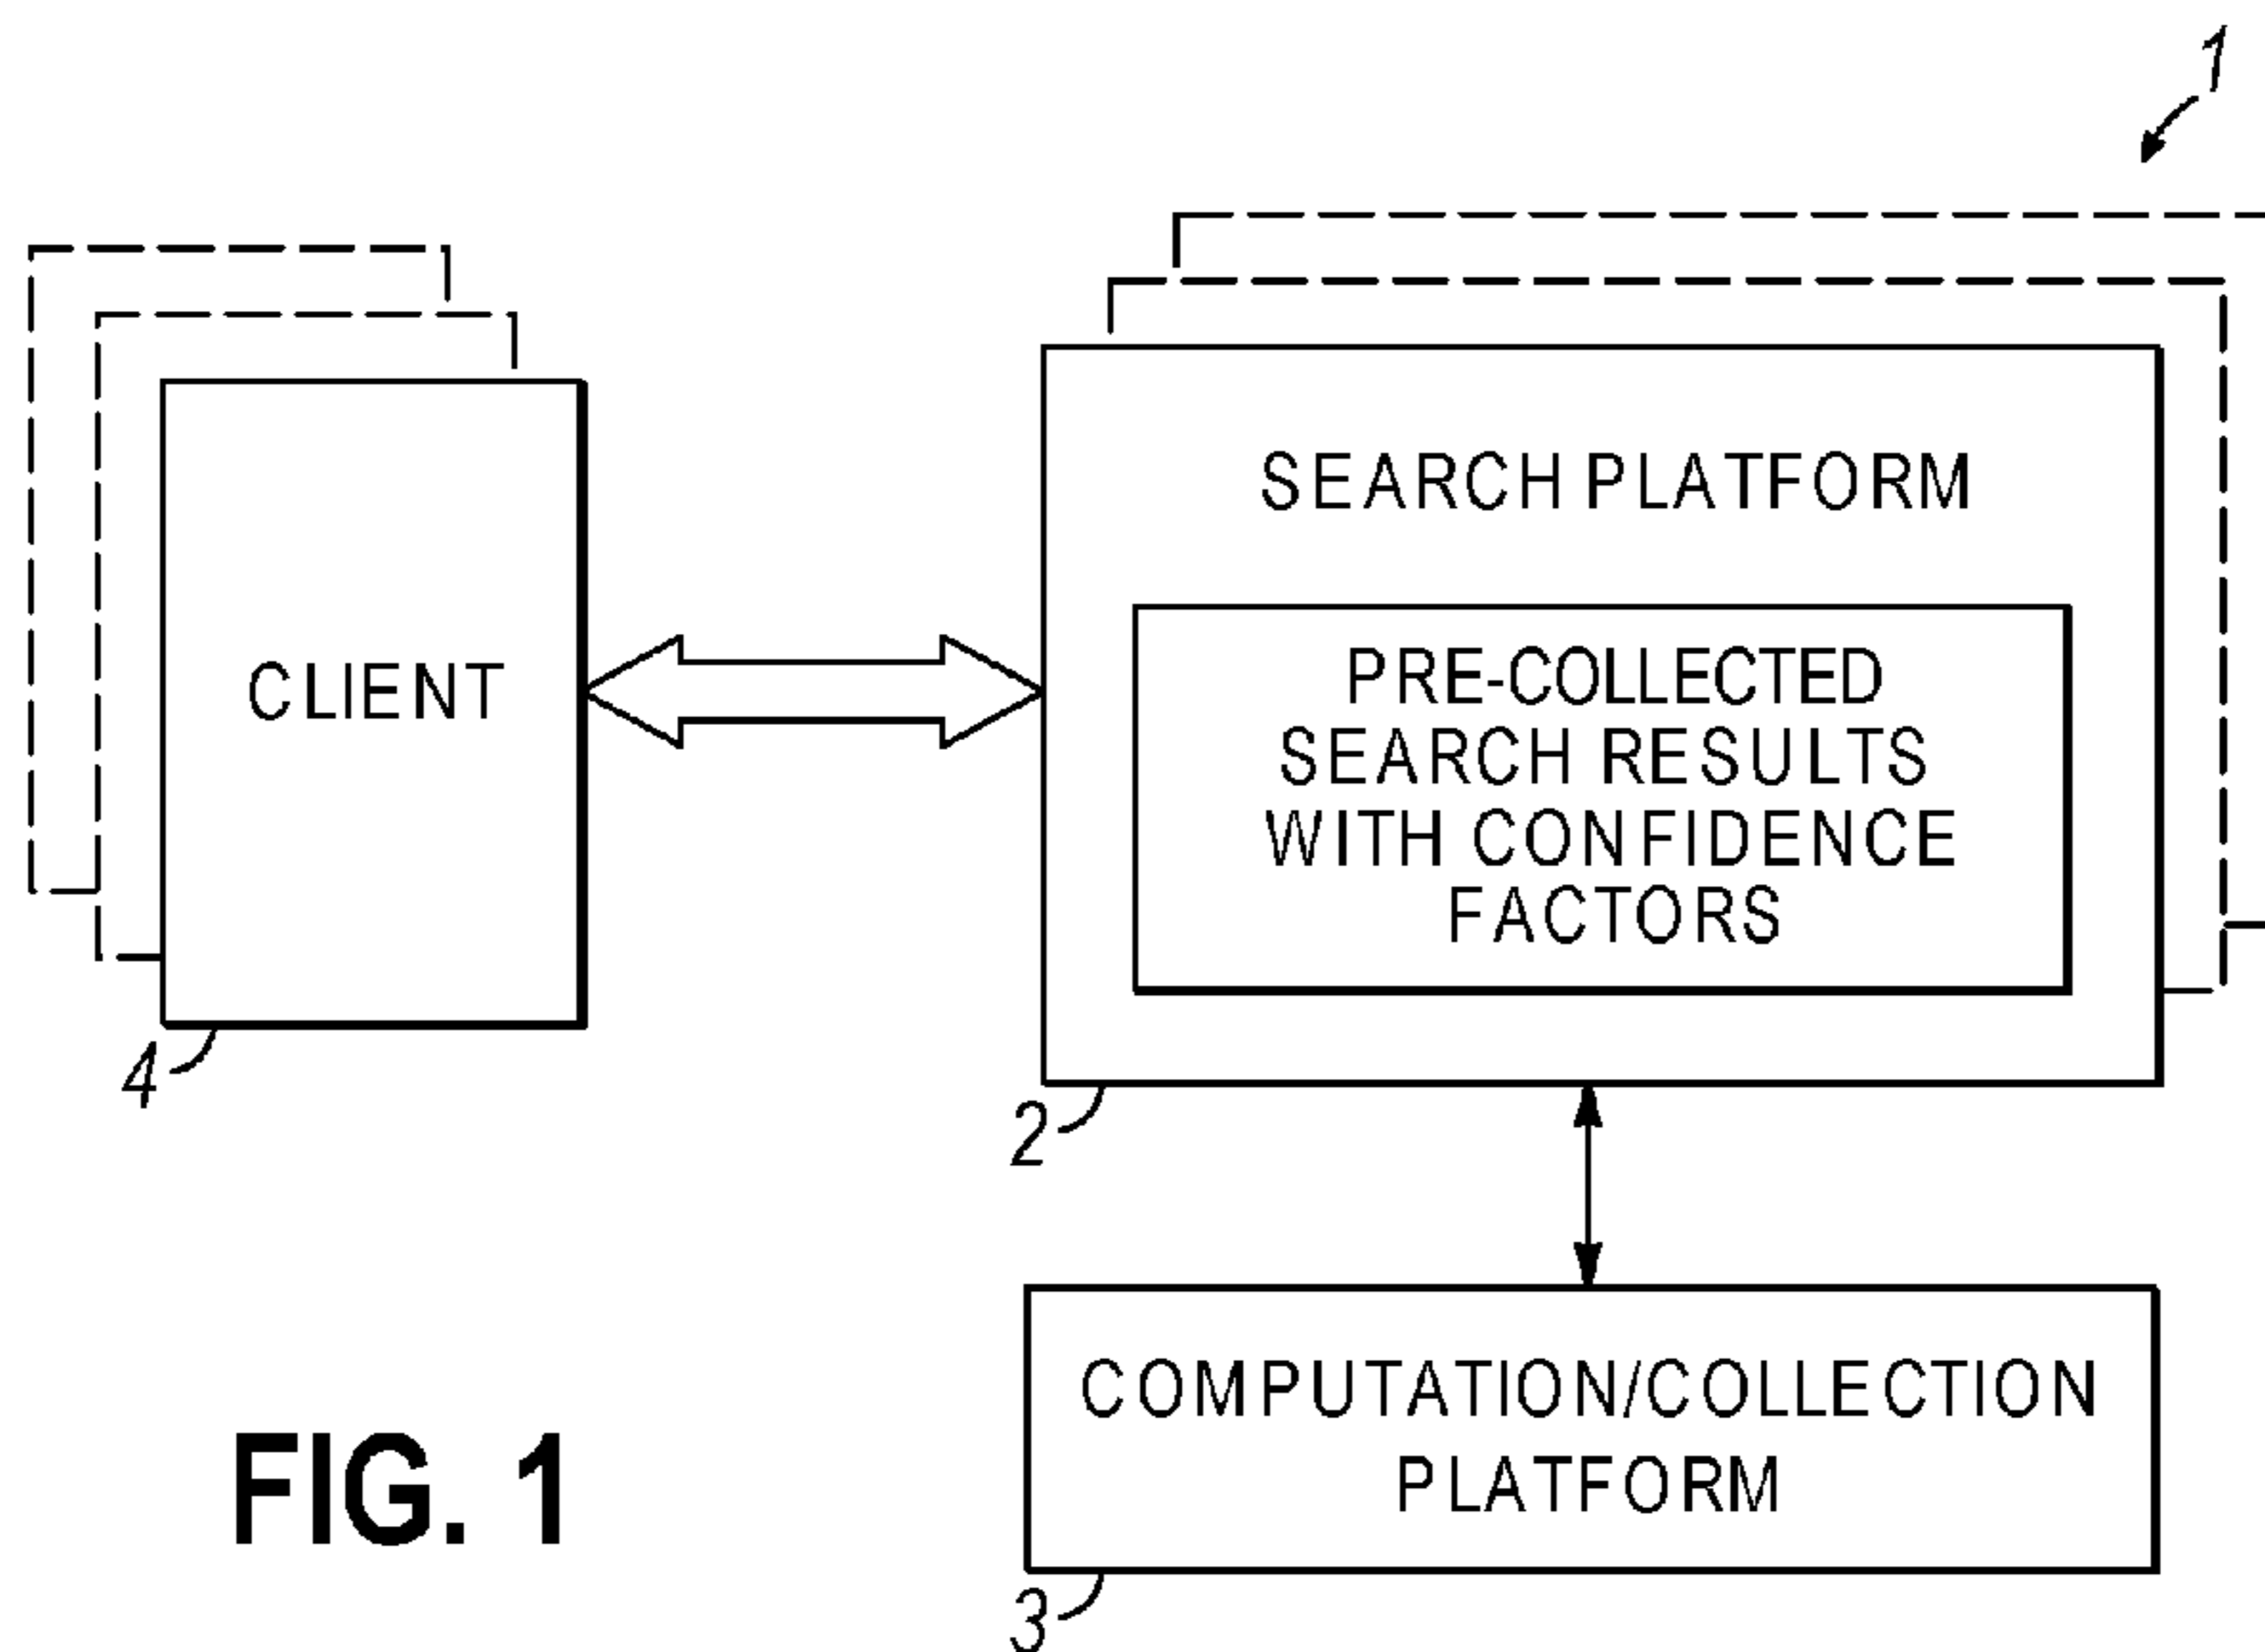 1
SEARCH PLATFORM
CLIENT
PRE-COLLECTED
SEARCH RESULTS
WITH CONFIDENCE
FACTORS
4
2
COMPUTATION/COLLECTION
PLATFORM
FIG. 1
3